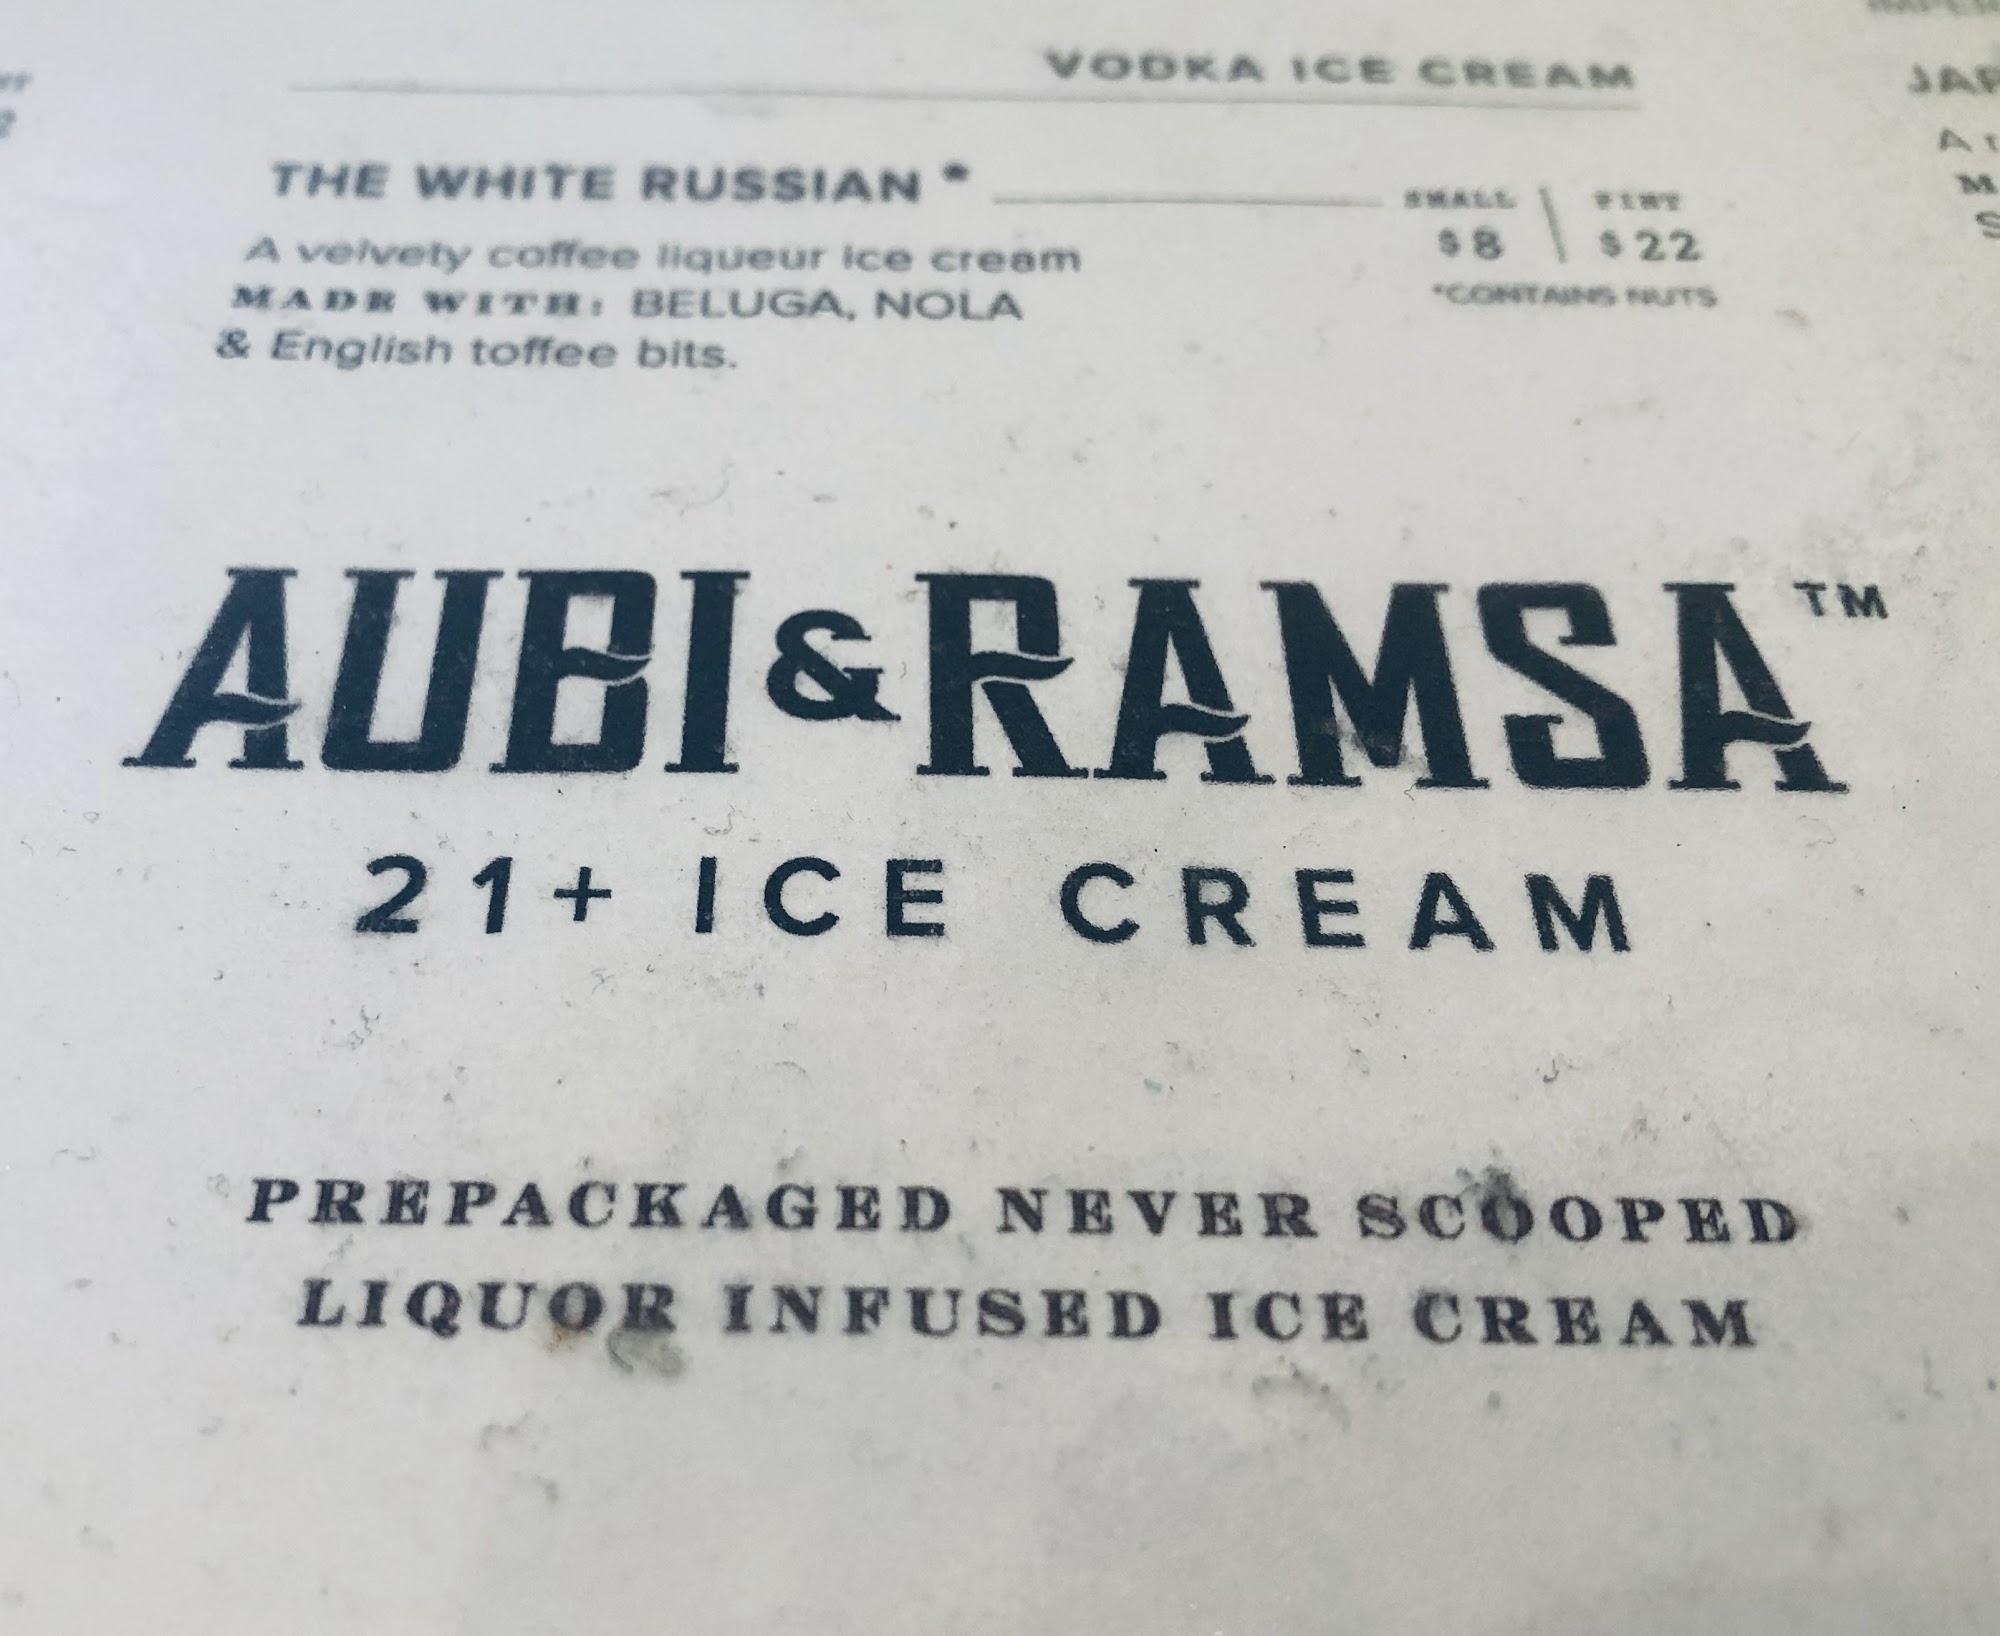 VODKA ICE CREAM
THE WHITE RUSSIAN *
SMALL | PINT
$8 | $22
*CONTAINS NUTS
A velvety coffee liqueur ice cream
MADE WITH: BELUGA, NOLA
& English toffee bits.
AUBI & RAMSA™
21+ ICE CREAM
PREPACKAGED NEVER SCOOPED
LIQUOR INFUSED ICE CREAM